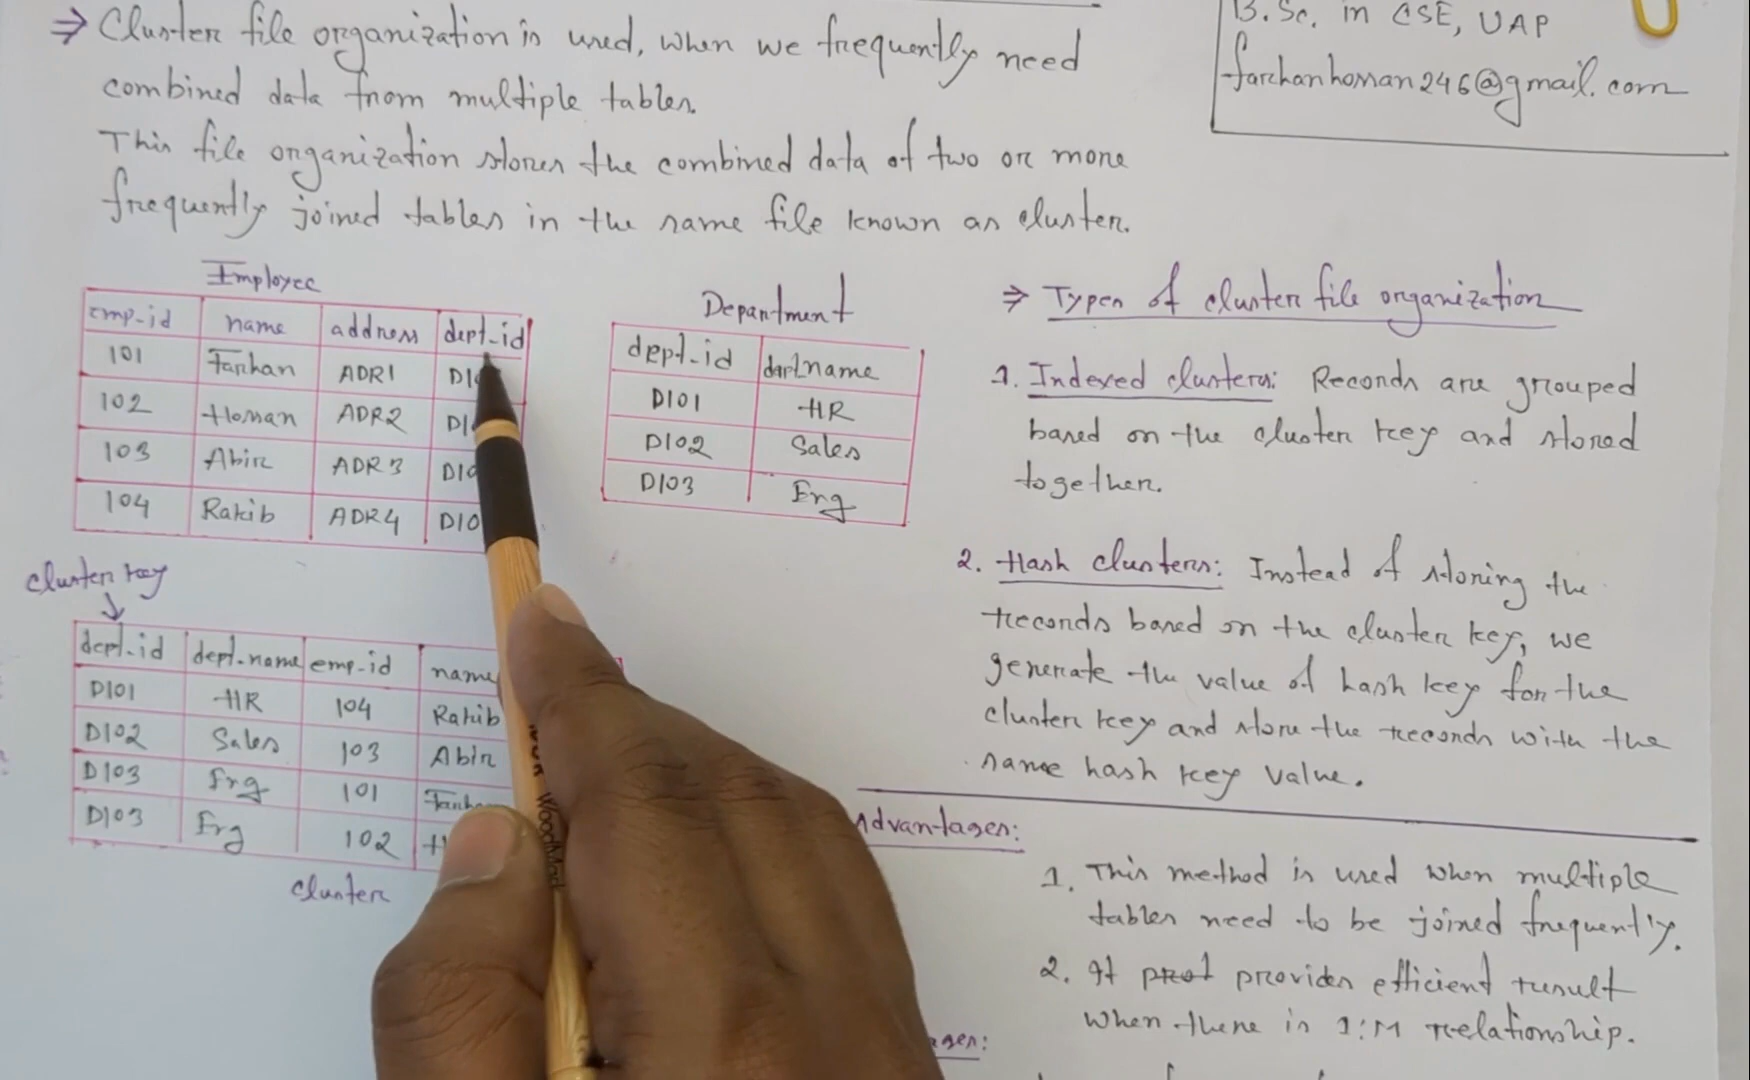 B.Sc. in CSE, UAP
farhanhossan246@gmail.com
⇒ Cluster file organization is used, when we frequently need
combined data from multiple tables.
This file organization stores the combined data of two or more
frequently joined tables in the same file known as cluster.
Employee
emp-id name address dept-id
101 Farhan ADR1
102 Hossan ADR2
103 Abir ADR3
104 Rakib ADR4
Department
dept-id dept_name
D101 HR
D102 Sales
D103 Eng
cluster key
dept-id dept-name emp-id name
D101 HR 104 Rakib
D102 Sales 103 Abir
D103 Eng 101
D103 Eng 102
cluster
⇒ Types of cluster file organization
1. Indexed clusters: Records are grouped
based on the cluster key and stored
together.
2. Hash clusters: Instead of storing the
records based on the cluster key, we
generate the value of hash key for the
cluster key and store the records with the
same hash key value.
Advantages:
1. This method is used when multiple
tables need to be joined frequently.
2. It provides efficient result
when there is 1:M relationship.